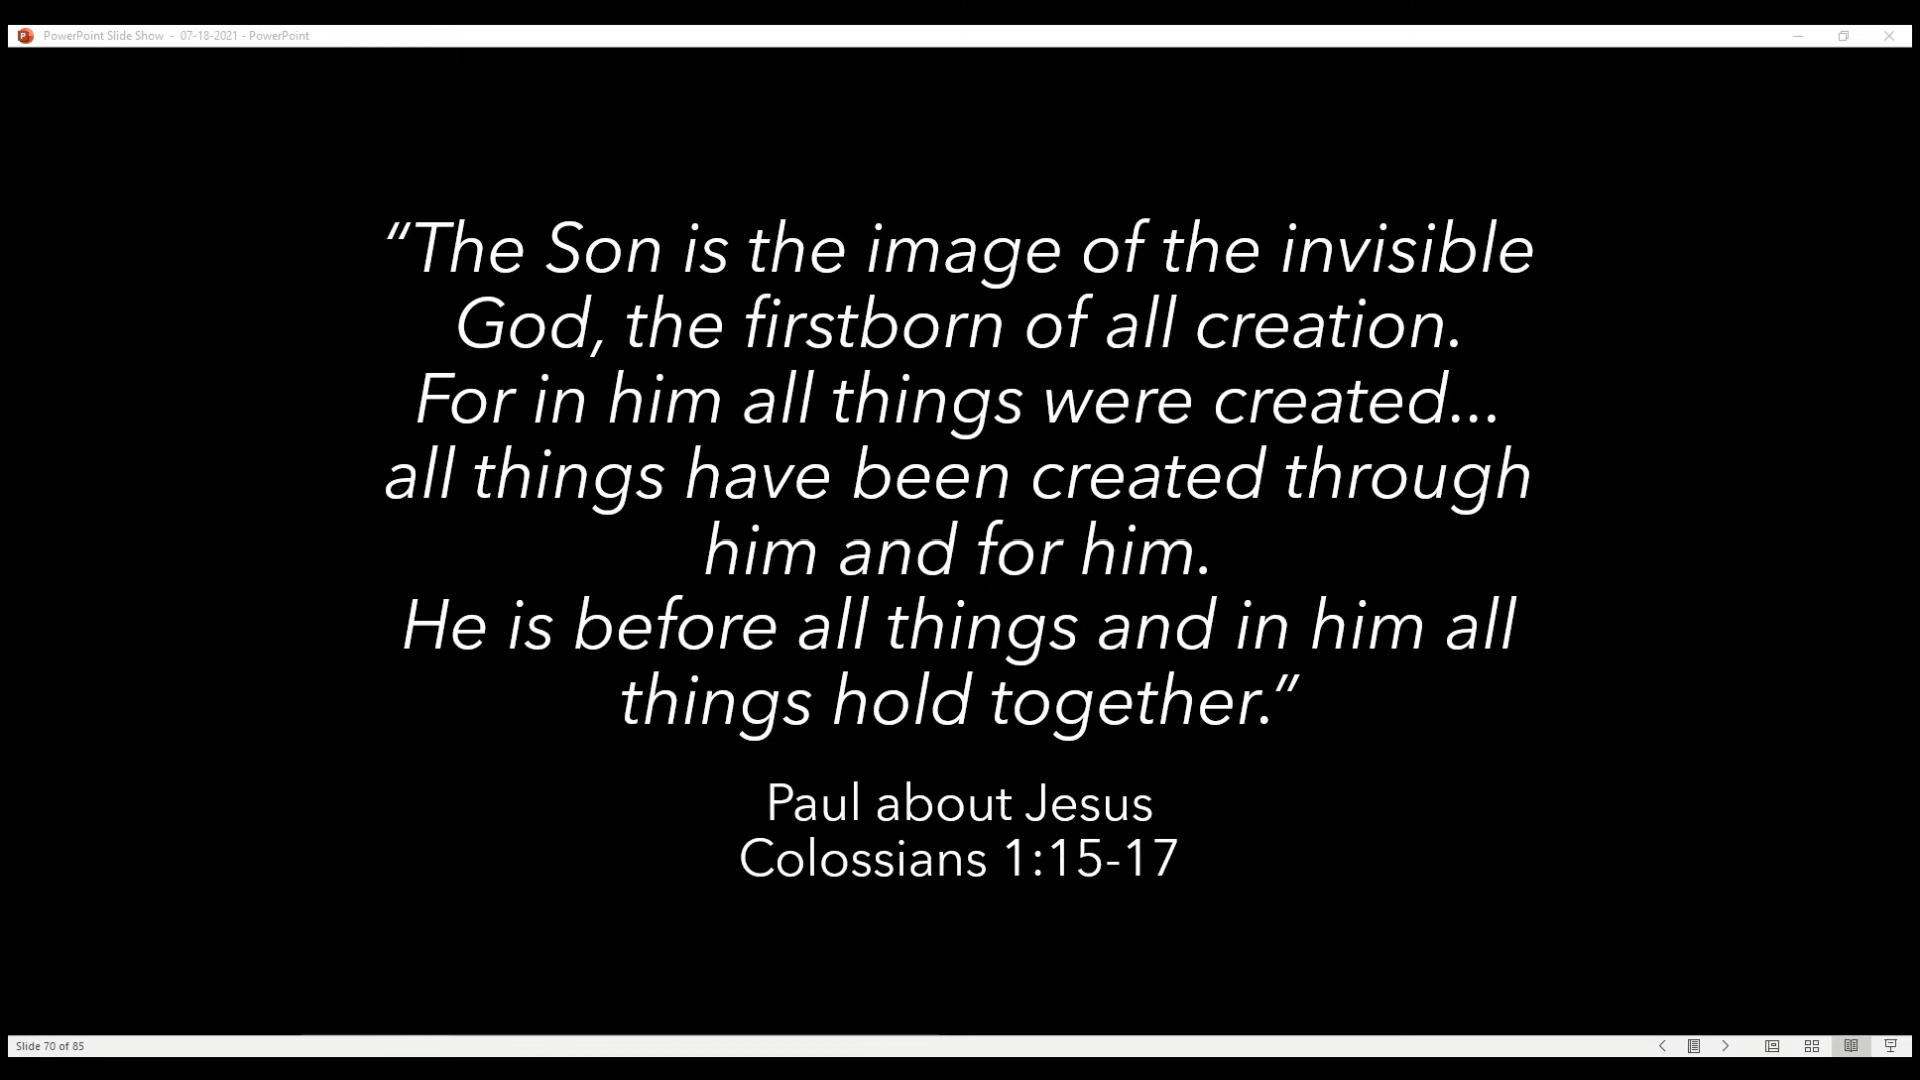 PowerPoint Slide Show - 07-18-2021 - PowerPoint
“The Son is the image of the invisible
God, the firstborn of all creation.
For in him all things were created...
all things have been created through
him and for him.
He is before all things and in him all
things hold together.”
Paul about Jesus
Colossians 1:15-17
Slide 70 of 85